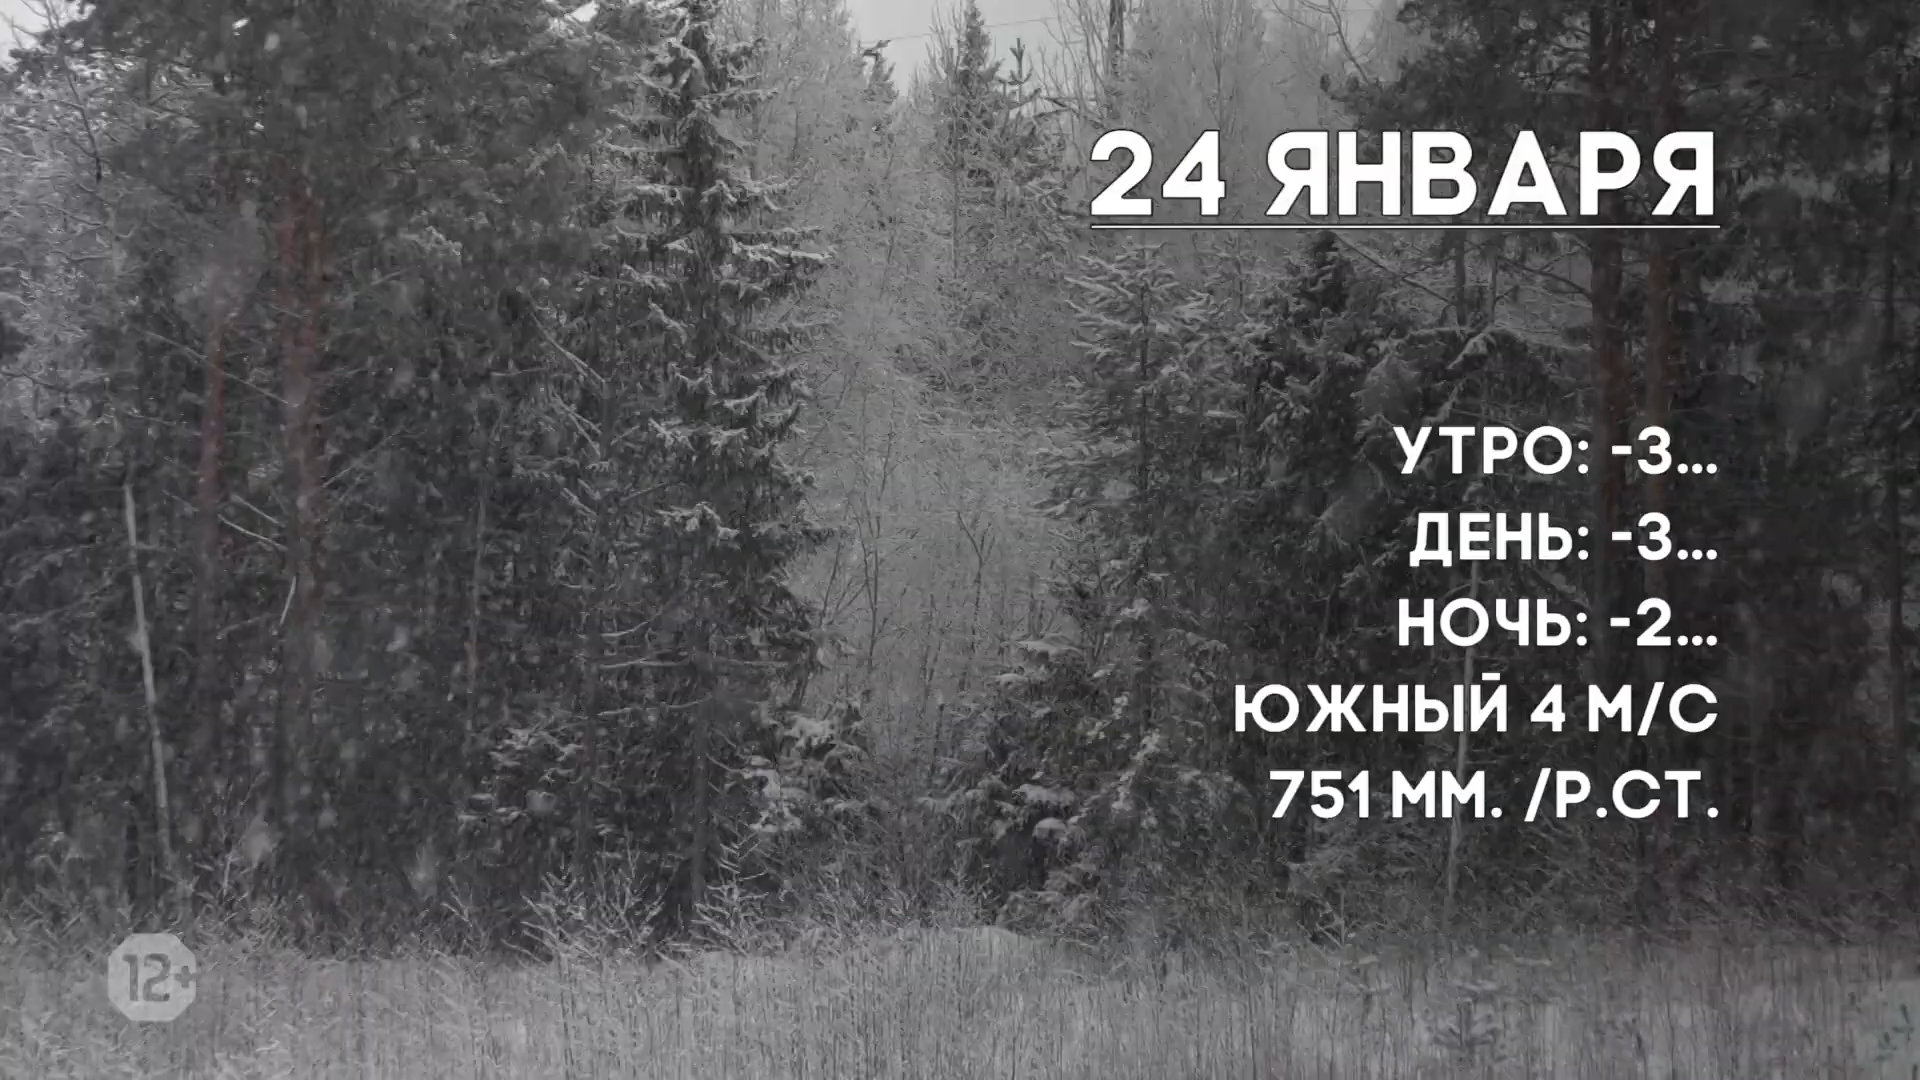 24 ЯНВАРЯ
УТРО: -3...
ДЕНЬ: -3...
НОЧЬ: -2...
ЮЖНЫЙ 4 М/С
751 ММ. /Р.СТ.
12+